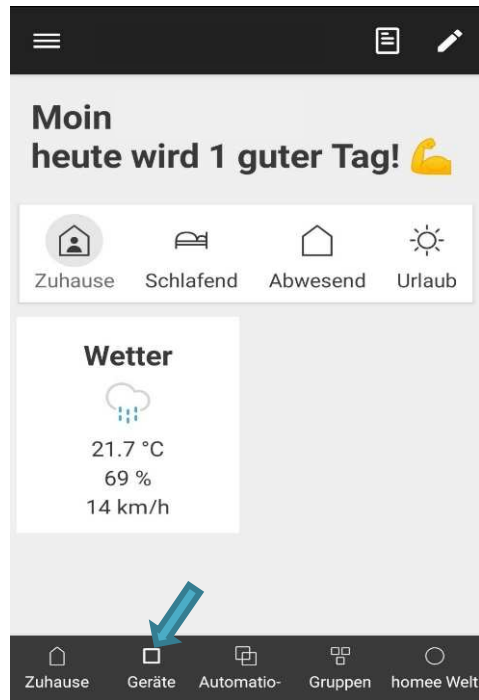 Moin
heute wird 1 guter Tag! 💪
Zuhause Schlafend Abwesend Urlaub
Wetter
21.7 °C
69 %
14 km/h
Zuhause Geräte Automatio- Gruppen homee Welt